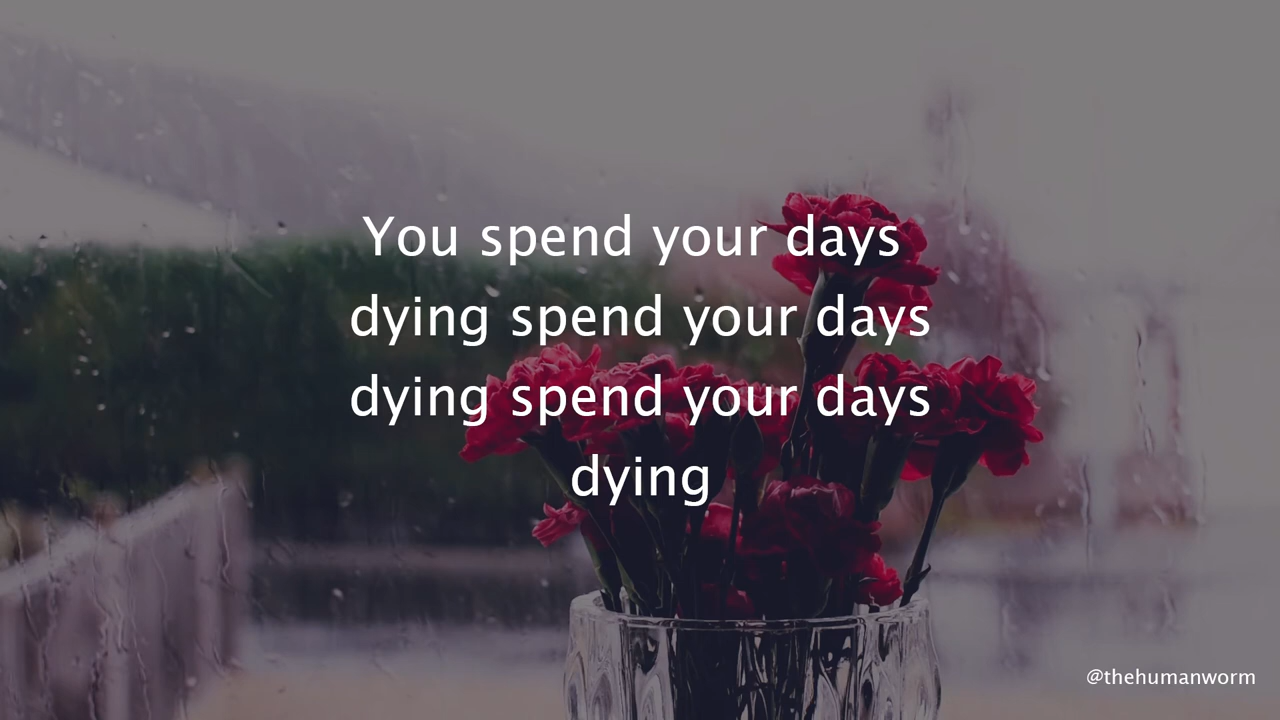 You spend your days
dying spend your days
dying spend your days
dying
@thehumanworm